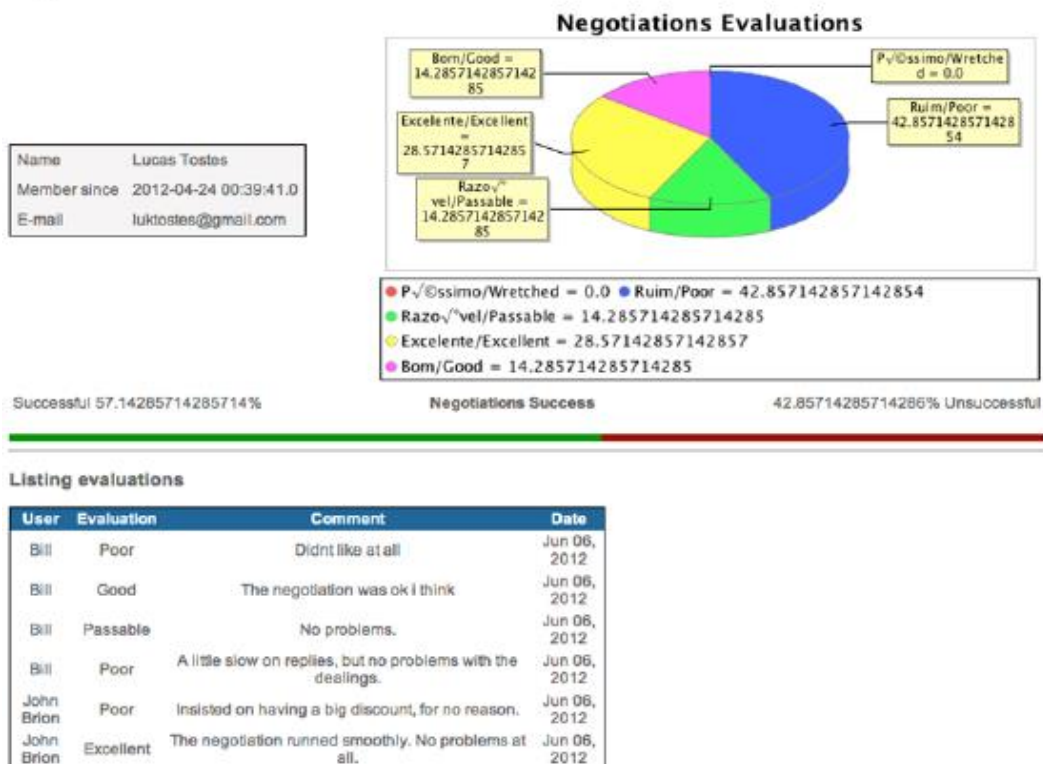 Negotiations Evaluations
Bom/Good =
14.2857142857142
85
P√©ssimo/Wretche
d = 0.0
Ruim/Poor =
42.8571428571428
54
Excelente/Excellent
=
28.5714285714285
7
Razo√°
vel/Passable =
14.2857142857142
85
Name Lucas Tostes
Member since 2012-04-24 00:39:41.0
E-mail luktostes@gmail.com
P√©ssimo/Wretched = 0.0 Ruim/Poor = 42.857142857142854
Razo√°vel/Passable = 14.285714285714285
Excelente/Excellent = 28.57142857142857
Bom/Good = 14.285714285714285
Successful 57.14285714285714% Negotiations Success 42.85714285714286% Unsuccessful
Listing evaluations
User Evaluation Comment Date
Bill Poor Didnt like at all Jun 06,
2012
Bill Good The negotiation was ok i think Jun 06,
2012
Bill Passable No problems. Jun 06,
2012
Bill Poor A little slow on replies, but no problems with the
dealings. Jun 06,
2012
John
Brion Poor Insisted on having a big discount, for no reason. Jun 06,
2012
John
Brion Excellent The negotiation runned smoothly. No problems at
all. Jun 06,
2012